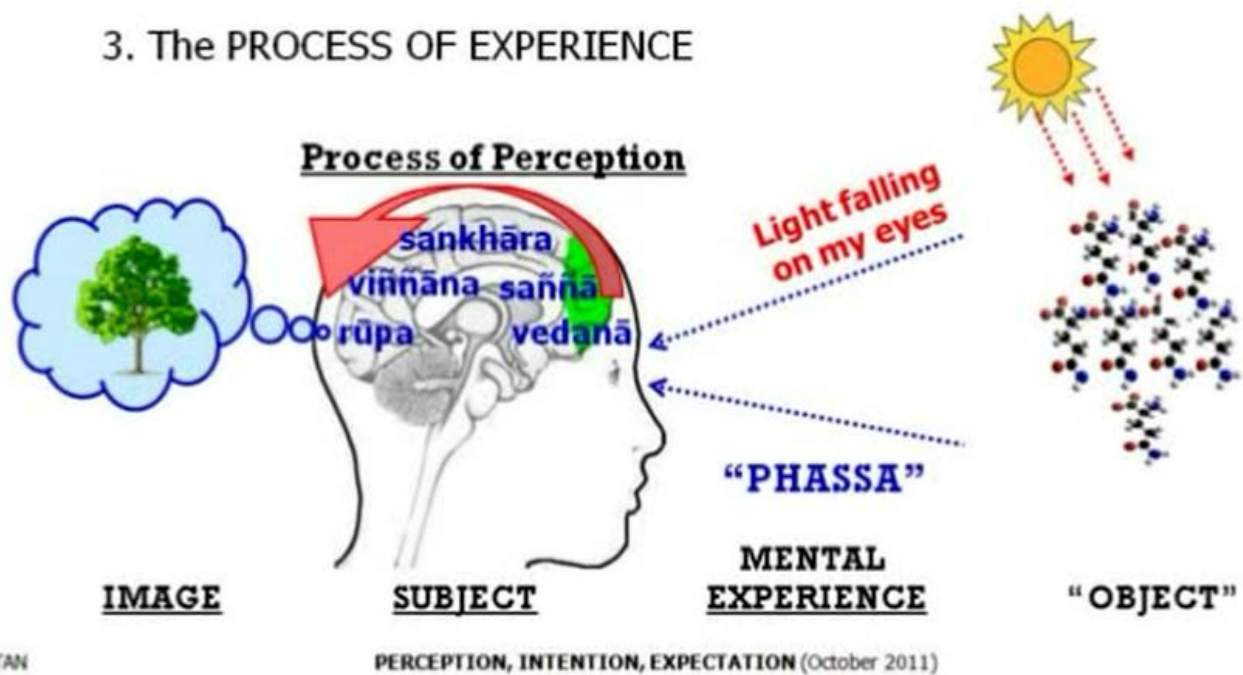 3. The PROCESS OF EXPERIENCE
Process of Perception
sankhāra
viññāna saññā
rūpa vedanā
Light falling
on my eyes
“PHASSA”
IMAGE
SUBJECT
MENTAL
EXPERIENCE
“OBJECT”
TAN
PERCEPTION, INTENTION, EXPECTATION (October 2011)